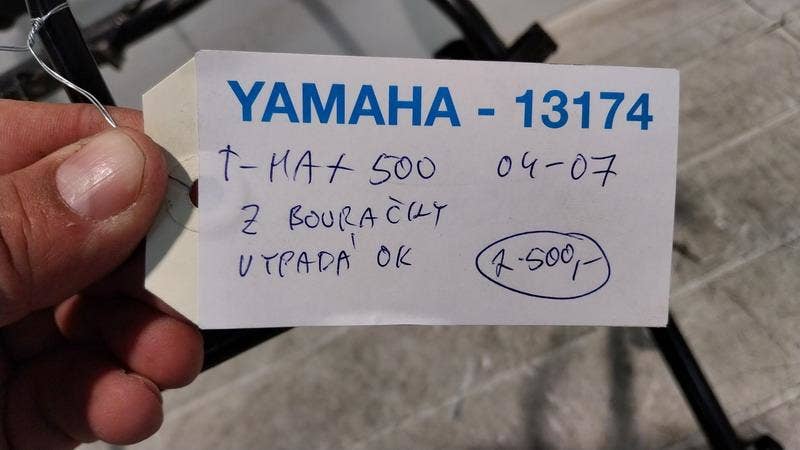 YAMAHA - 13174
T-MAX 500 04-07
Z BOURAČKY
VYPADÁ OK 2.500,-